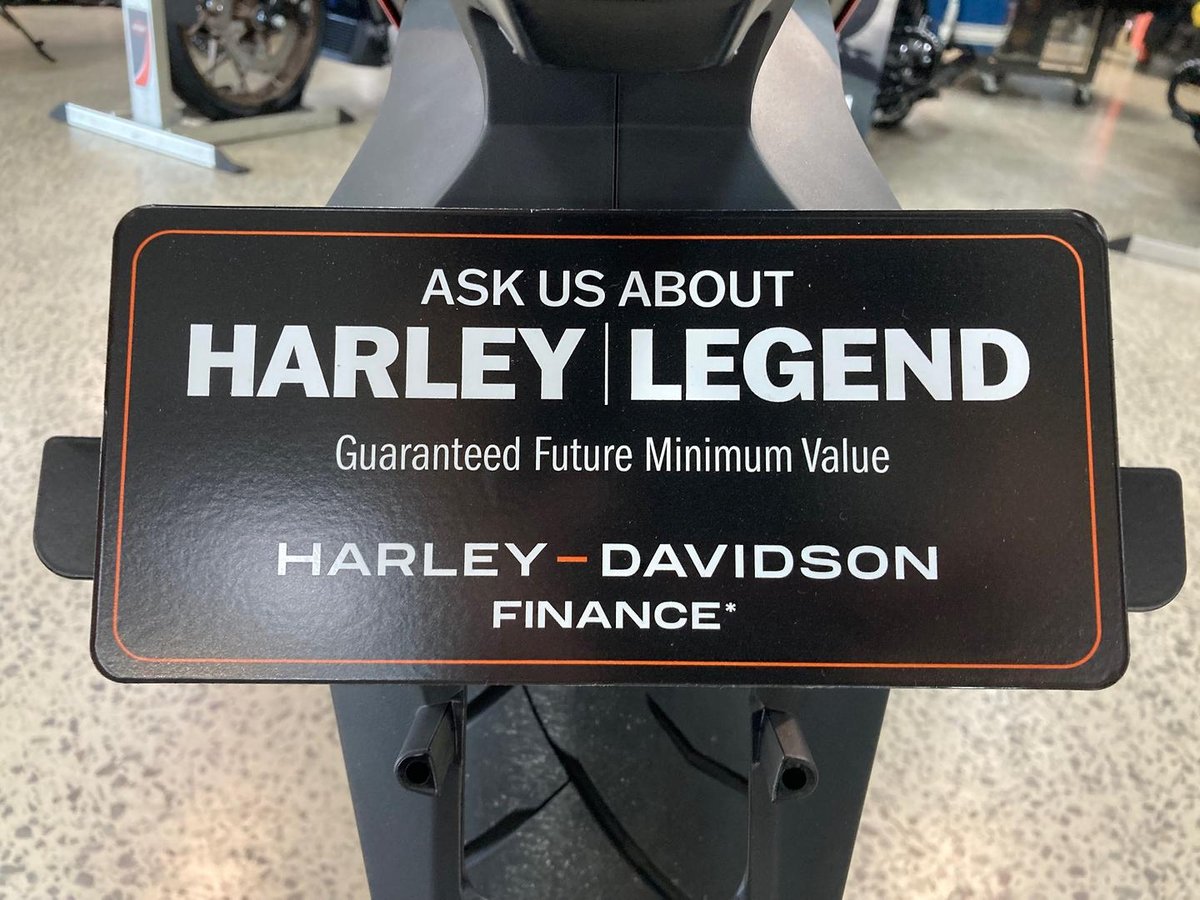 ASK US ABOUT
HARLEY | LEGEND
Guaranteed Future Minimum Value
HARLEY – DAVIDSON
FINANCE*